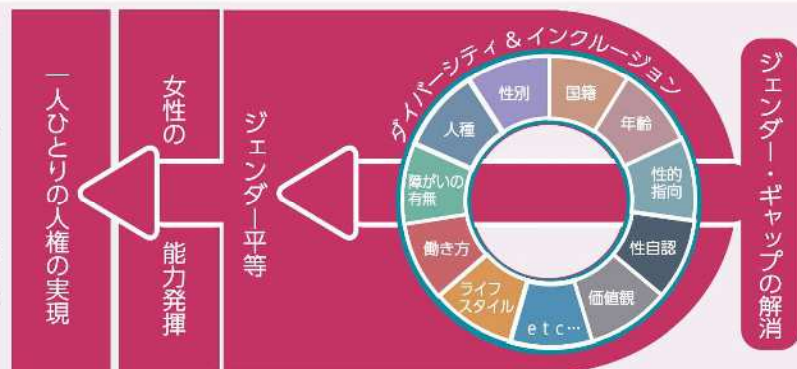 ジェンダー・ギャップの解消
ダイバーシティ & インクルージョン
性別
国籍
年齢
性的
指向
性自認
価値観
etc…
ライフ
スタイル
働き方
障がいの
有無
人種
ジェンダー平等
女性の
能力発揮
一人ひとりの人権の実現